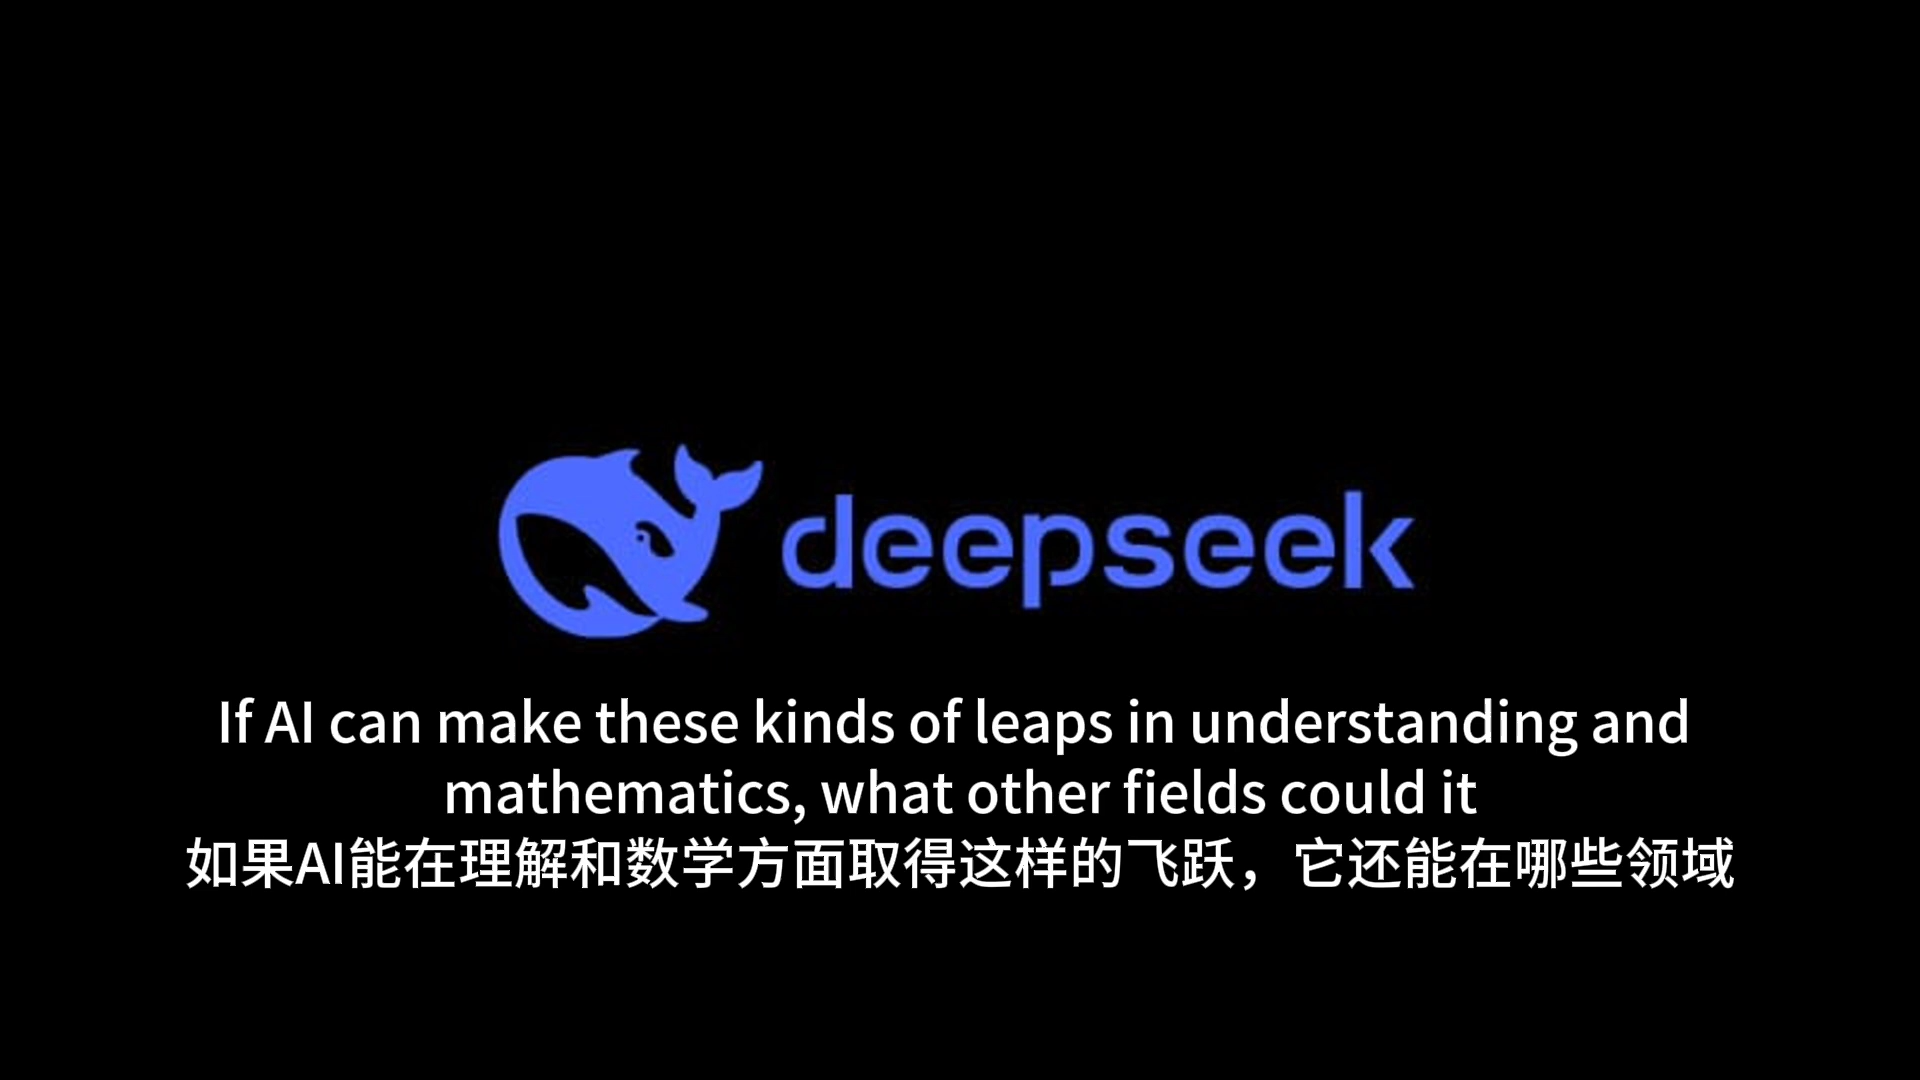 deepseek
If AI can make these kinds of leaps in understanding and
mathematics, what other fields could it
如果AI能在理解和数学方面取得这样的飞跃，它还能在哪些领域